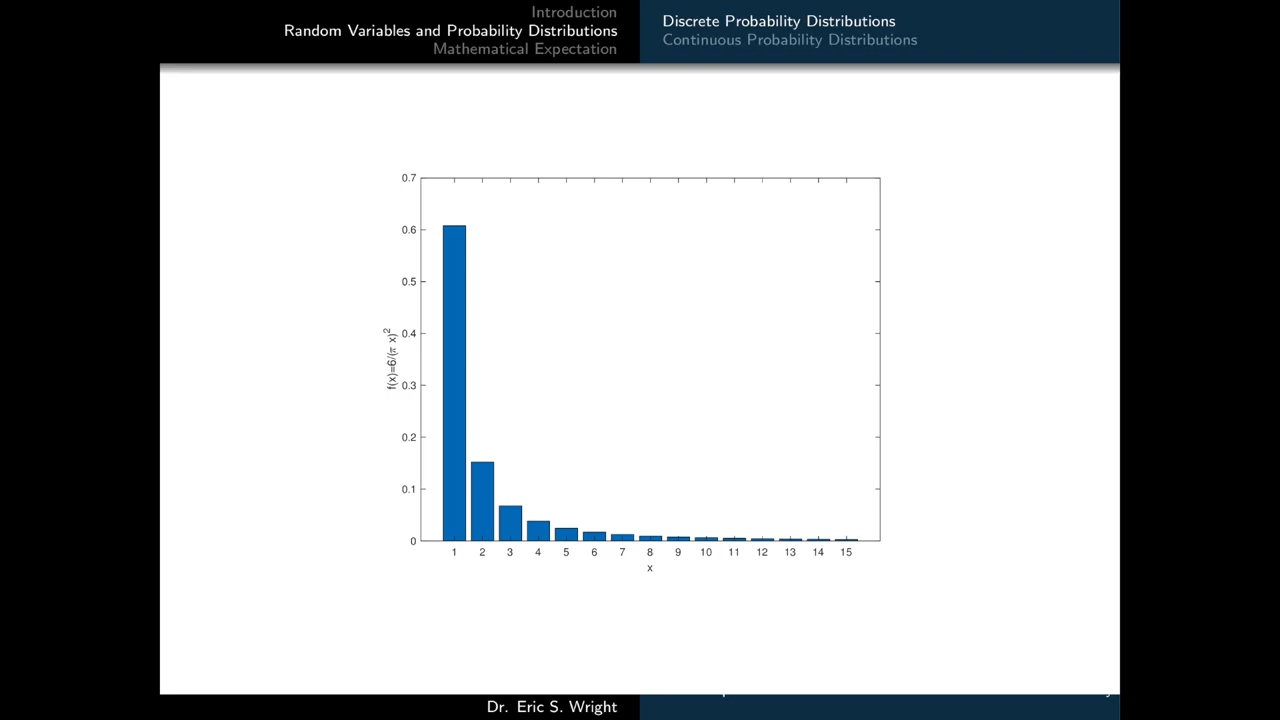 Introduction
Random Variables and Probability Distributions
Mathematical Expectation
Discrete Probability Distributions
Continuous Probability Distributions
0.7
0.6
0.5
0.4
0.3
0.2
0.1
0
f(x)=6/(π x)²
1 2 3 4 5 6 7 8 9 10 11 12 13 14 15
x
Dr. Eric S. Wright